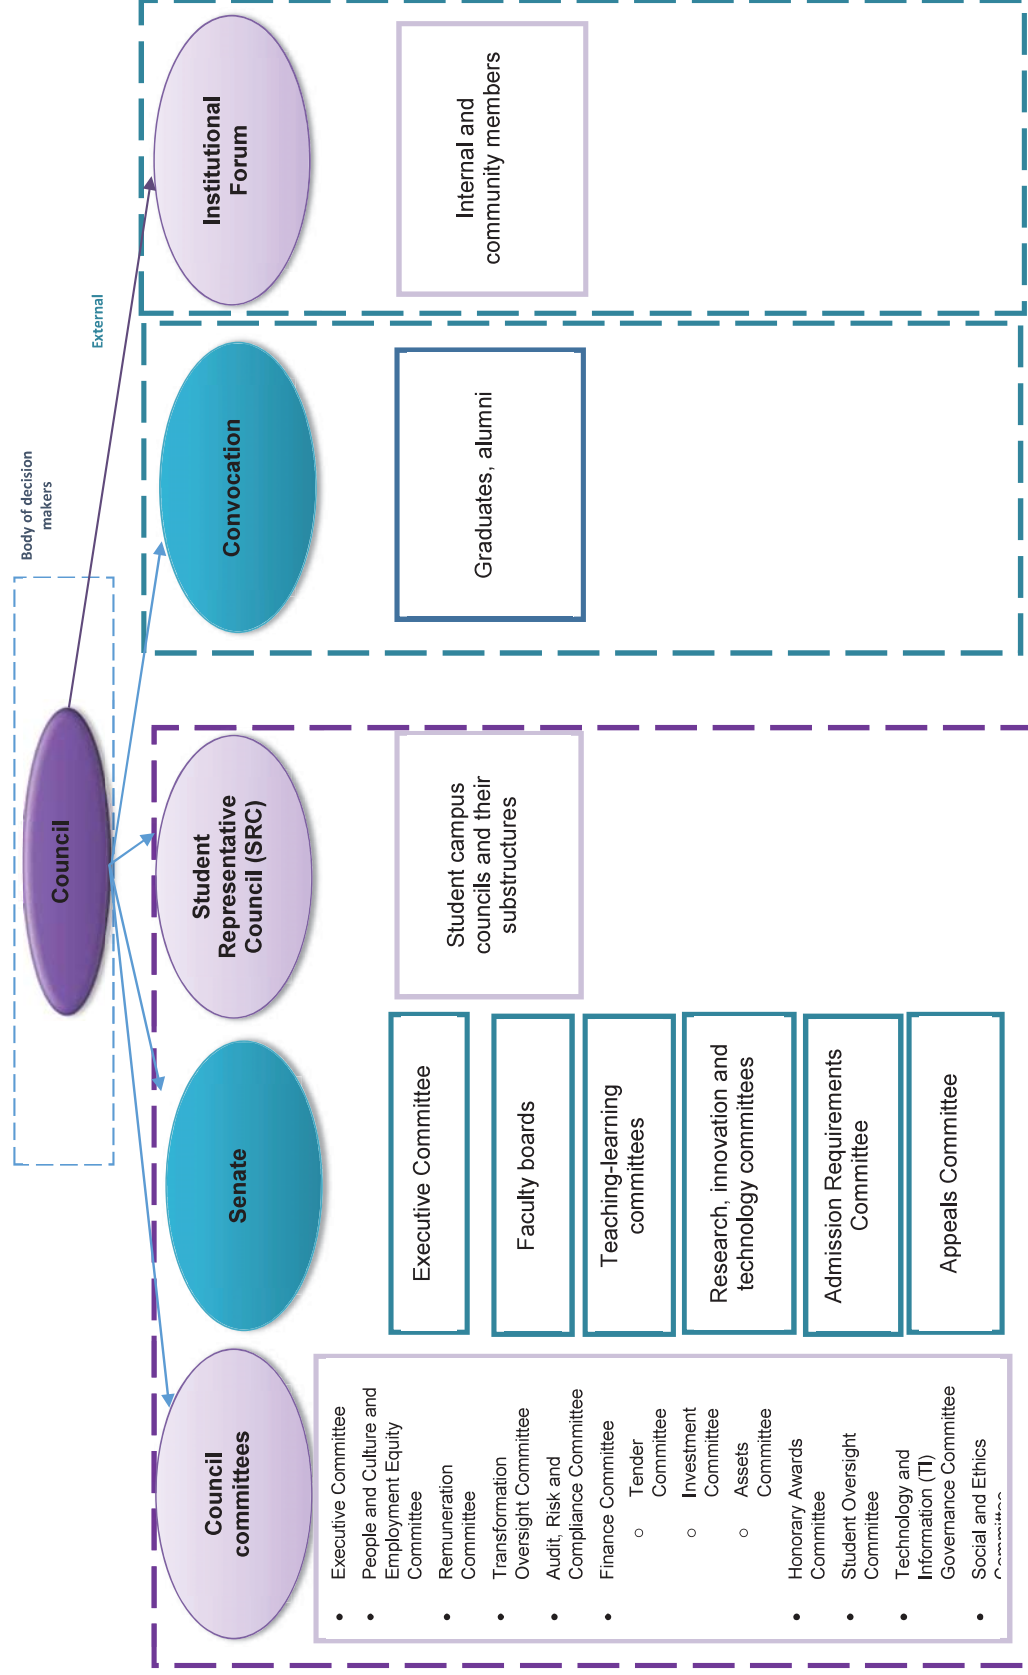 Body of decision
makers
Council
External
Council
committees
Senate
Student
Representative
Council (SRC)
Convocation
Institutional
Forum
• Executive Committee
• People and Culture and
Employment Equity
Committee
• Remuneration
Committee
• Transformation
Oversight Committee
• Audit, Risk and
Compliance Committee
• Finance Committee
○ Tender
Committee
○ Investment
Committee
○ Assets
Committee
• Honorary Awards
Committee
• Student Oversight
Committee
• Technology and
Information (TI)
Governance Committee
• Social and Ethics
Committee
Executive Committee
Faculty boards
Teaching-learning
committees
Research, innovation and
technology committees
Admission Requirements
Committee
Appeals Committee
Student campus
councils and their
substructures
Graduates, alumni
Internal and
community members